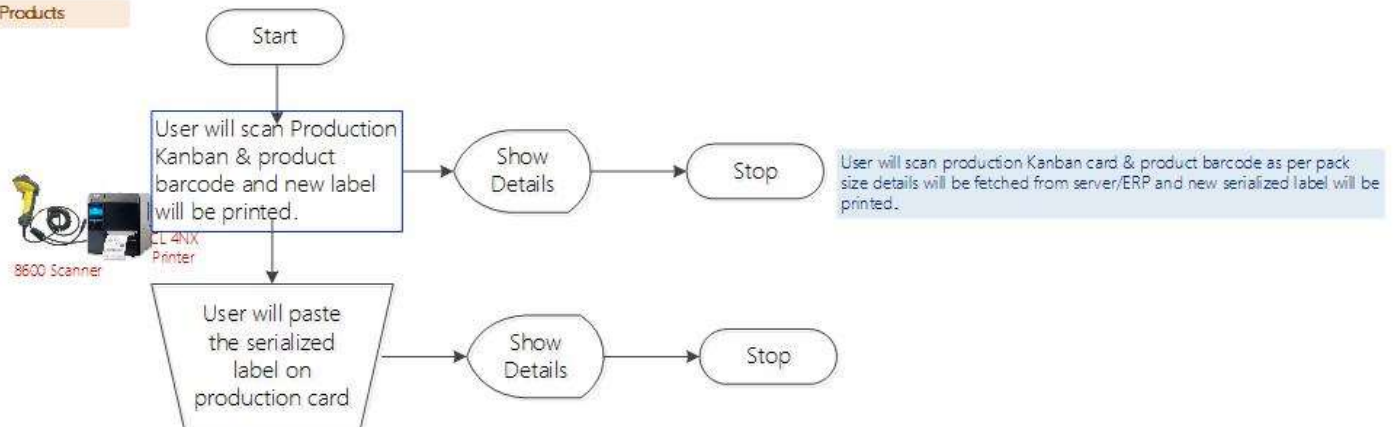 Products
Start
User will scan Production
Kanban & product
barcode and new label
will be printed.
Show
Details
Stop
User will scan production Kanban card & product barcode as per pack
size details will be fetched from server/ERP and new serialized label will be
printed.
CL 4NX
Printer
8600 Scanner
User will paste
the serialized
label on
production card
Show
Details
Stop